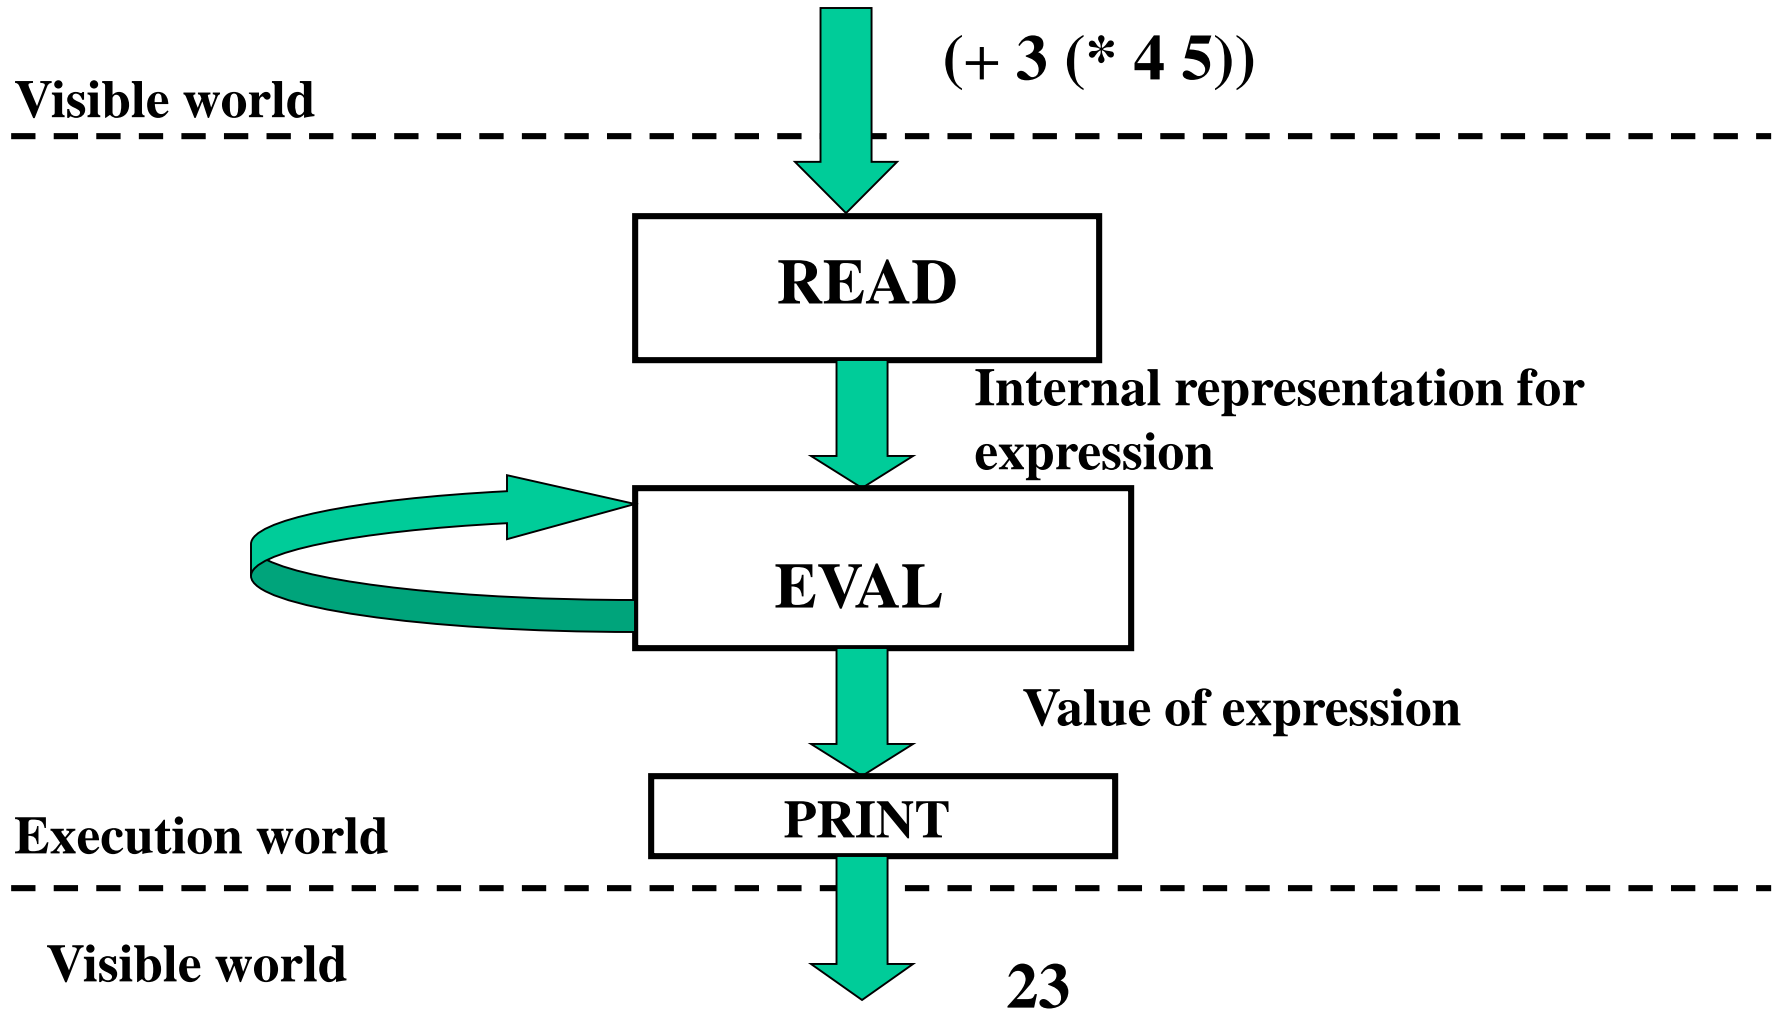 (+ 3 (* 4 5))
Visible world
READ
Internal representation for
expression
EVAL
Value of expression
PRINT
Execution world
Visible world
23